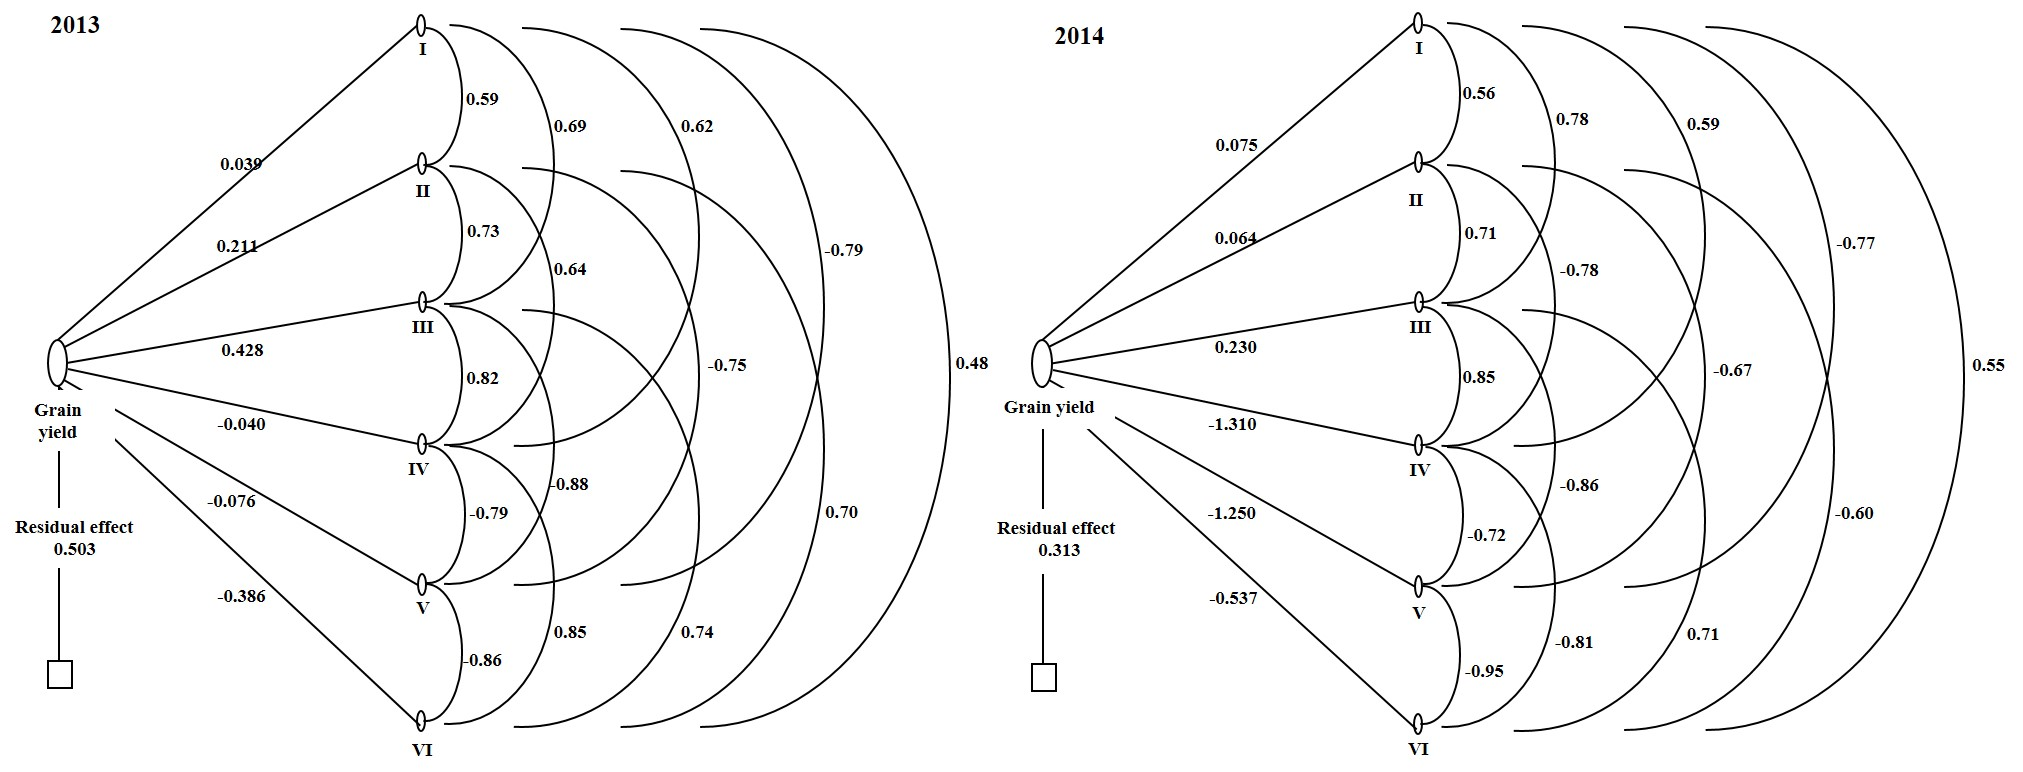 2013
I
0.59
0.69
0.62
0.039
II
0.211
0.73
0.64
-0.79
III
0.428
0.82
-0.75
0.48
Grain
yield
-0.040
IV
-0.88
-0.076
-0.79
0.70
Residual effect
0.503
-0.386
V
0.85
0.74
-0.86
VI
2014
I
0.56
0.78
0.59
0.075
II
0.064
0.71
-0.78
-0.77
III
0.230
0.85
-0.67
0.55
Grain yield
-1.310
IV
-0.86
-1.250
-0.72
-0.60
Residual effect
0.313
-0.537
V
-0.81
0.71
-0.95
VI